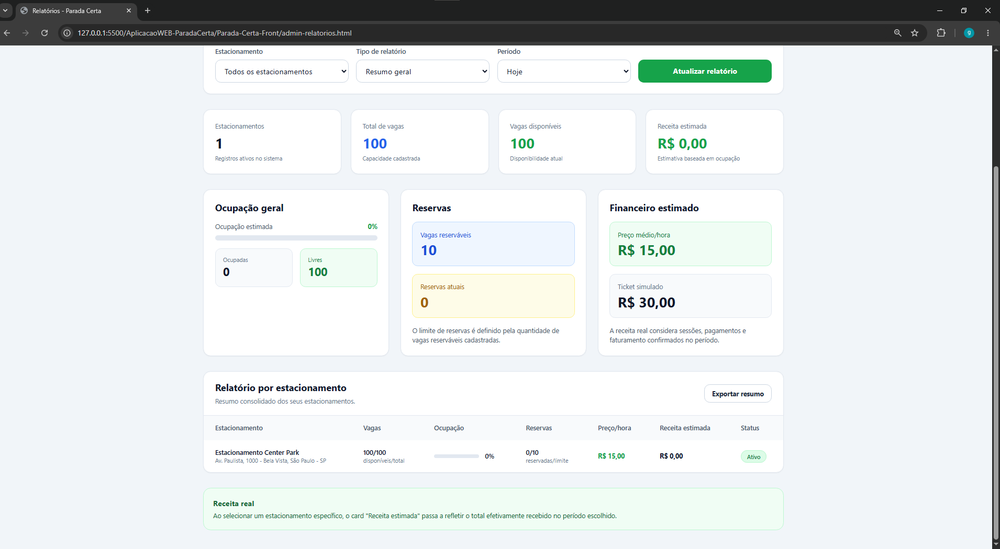 Relatórios - Parada Certa
127.0.0.1:5500/AplicacaoWEB-ParadaCerta/Parada-Certa-Front/admin-relatorios.html
g
Estacionamento
Tipo de relatório
Período
Todos os estacionamentos
Resumo geral
Hoje
Atualizar relatório
Estacionamentos
1
Registros ativos no sistema
Total de vagas
100
Capacidade cadastrada
Vagas disponíveis
100
Disponibilidade atual
Receita estimada
R$ 0,00
Estimativa baseada em ocupação
Ocupação geral
Ocupação estimada
0%
Ocupadas
0
Livres
100
Reservas
Vagas reserváveis
10
Reservas atuais
0
O limite de reservas é definido pela quantidade de
vagas reserváveis cadastradas.
Financeiro estimado
Preço médio/hora
R$ 15,00
Ticket simulado
R$ 30,00
A receita real considera sessões, pagamentos e
faturamento confirmados no período.
Relatório por estacionamento
Resumo consolidado dos seus estacionamentos.
Exportar resumo
Estacionamento
Vagas
Ocupação
Reservas
Preço/hora
Receita estimada
Status
Estacionamento Center Park
Av. Paulista, 1000 - Bela Vista, São Paulo - SP
100/100
disponíveis/total
0%
0/10
reservadas/limite
R$ 15,00
R$ 0,00
Ativo
Receita real
Ao selecionar um estacionamento específico, o card "Receita estimada" passa a refletir o total efetivamente recebido no período escolhido.